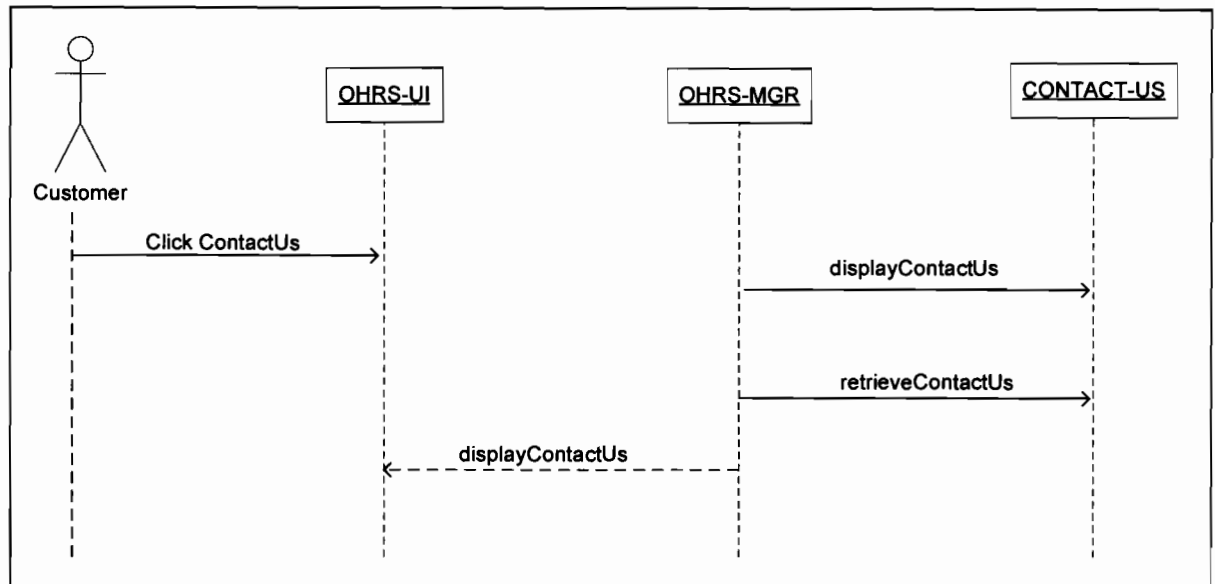 OHRS-UI
OHRS-MGR
CONTACT-US
Customer
Click ContactUs
displayContactUs
retrieveContactUs
displayContactUs